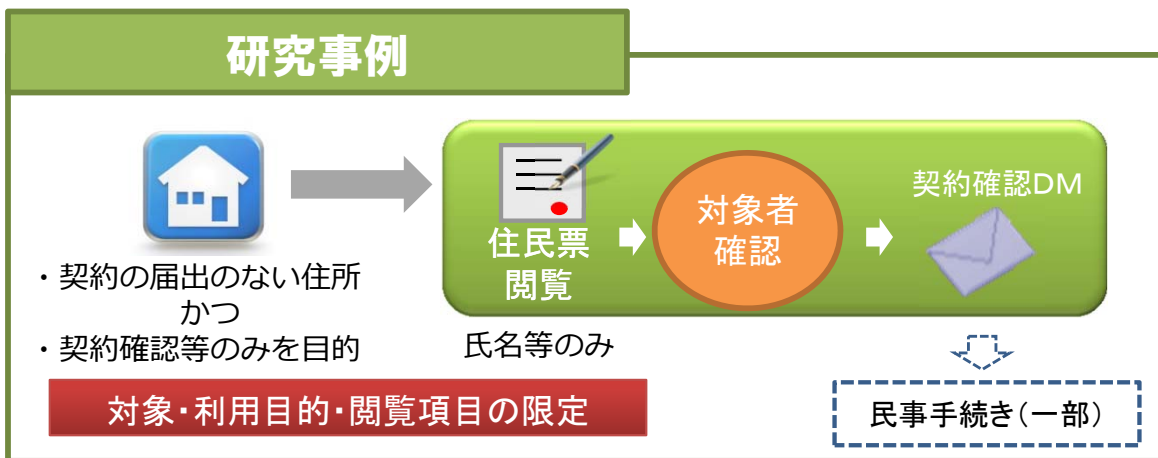 研究事例
・契約の届出のない住所
かつ
・契約確認等のみを目的
住民票
閲覧
氏名等のみ
対象者
確認
契約確認DM
対象・利用目的・閲覧項目の限定
民事手続き(一部)